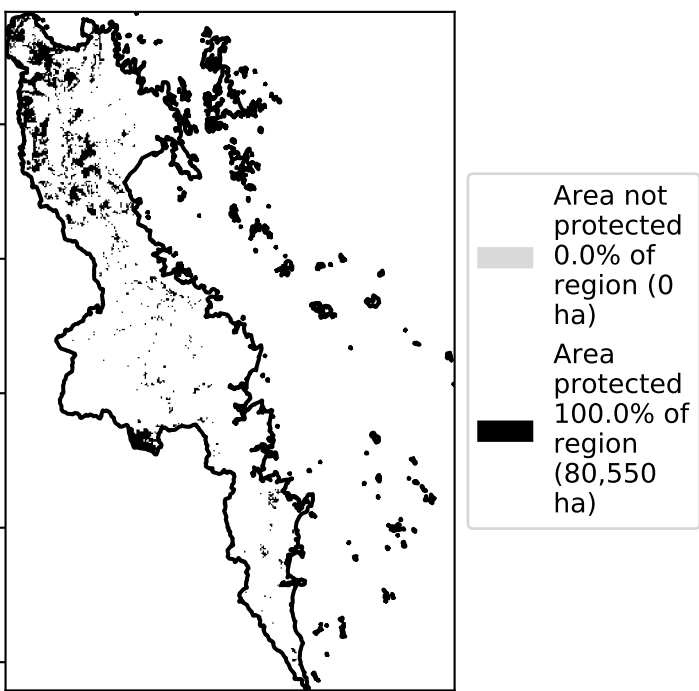 Area not
protected
0.0% of
region (0
ha)
Area
protected
100.0% of
region
(80,550
ha)